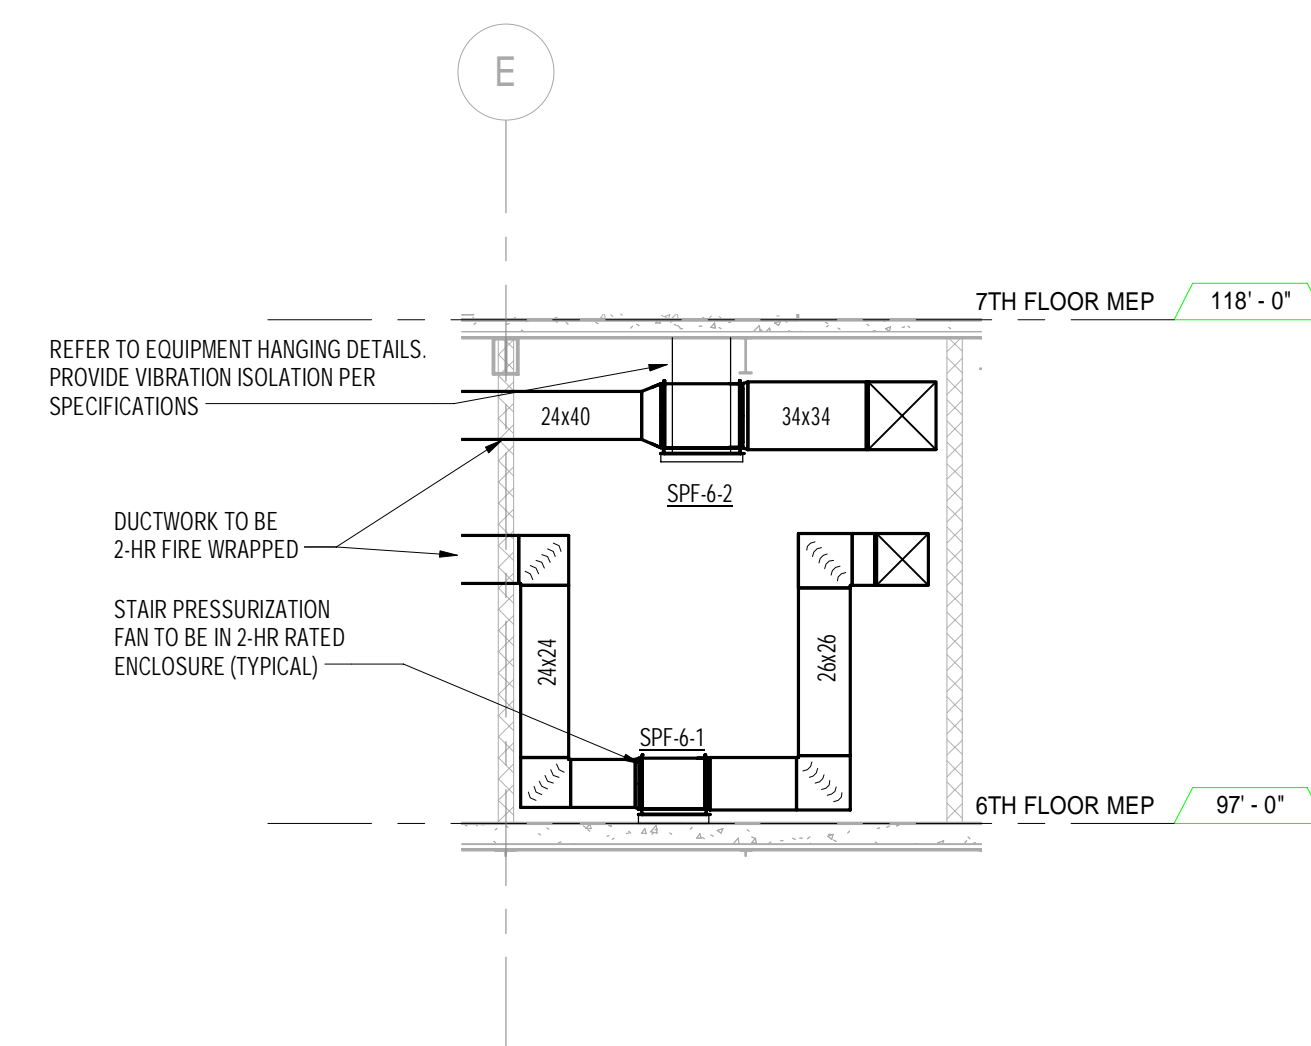 E
7TH FLOOR MEP 118' - 0"
REFER TO EQUIPMENT HANGING DETAILS.
PROVIDE VIBRATION ISOLATION PER
SPECIFICATIONS
24x40
34x34
SPF-6-2
DUCTWORK TO BE
2-HR FIRE WRAPPED
STAIR PRESSURIZATION
FAN TO BE IN 2-HR RATED
ENCLOSURE (TYPICAL)
24x24
26x26
SPF-6-1
6TH FLOOR MEP 97' - 0"